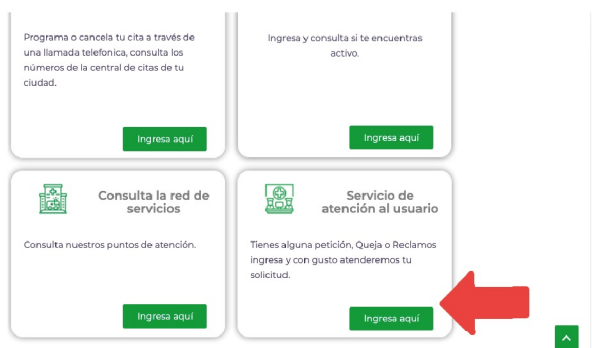 Programa o cancela tu cita a través de
una llamada telefonica, consulta los
números de la central de citas de tu
ciudad.
Ingresa aquí
Ingresa y consulta si te encuentras
activo.
Ingresa aquí
Consulta la red de
servicios
Consulta nuestros puntos de atención.
Ingresa aquí
Servicio de
atención al usuario
Tienes alguna petición, Queja o Reclamos
ingresa y con gusto atenderemos tu
solicitud.
Ingresa aquí